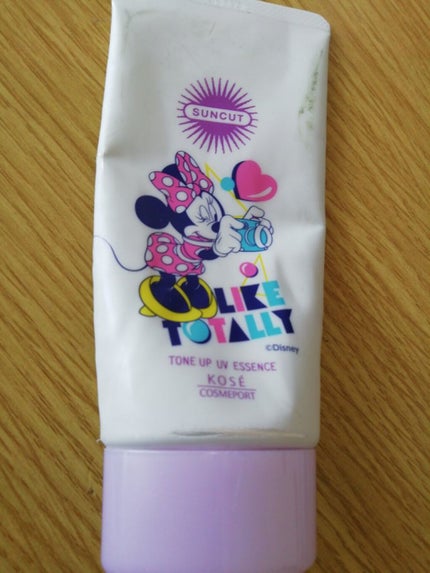 SUNCUT
LIKE
TOTALLY
©Disney
TONE UP UV ESSENCE
KOSÉ
COSMEPORT